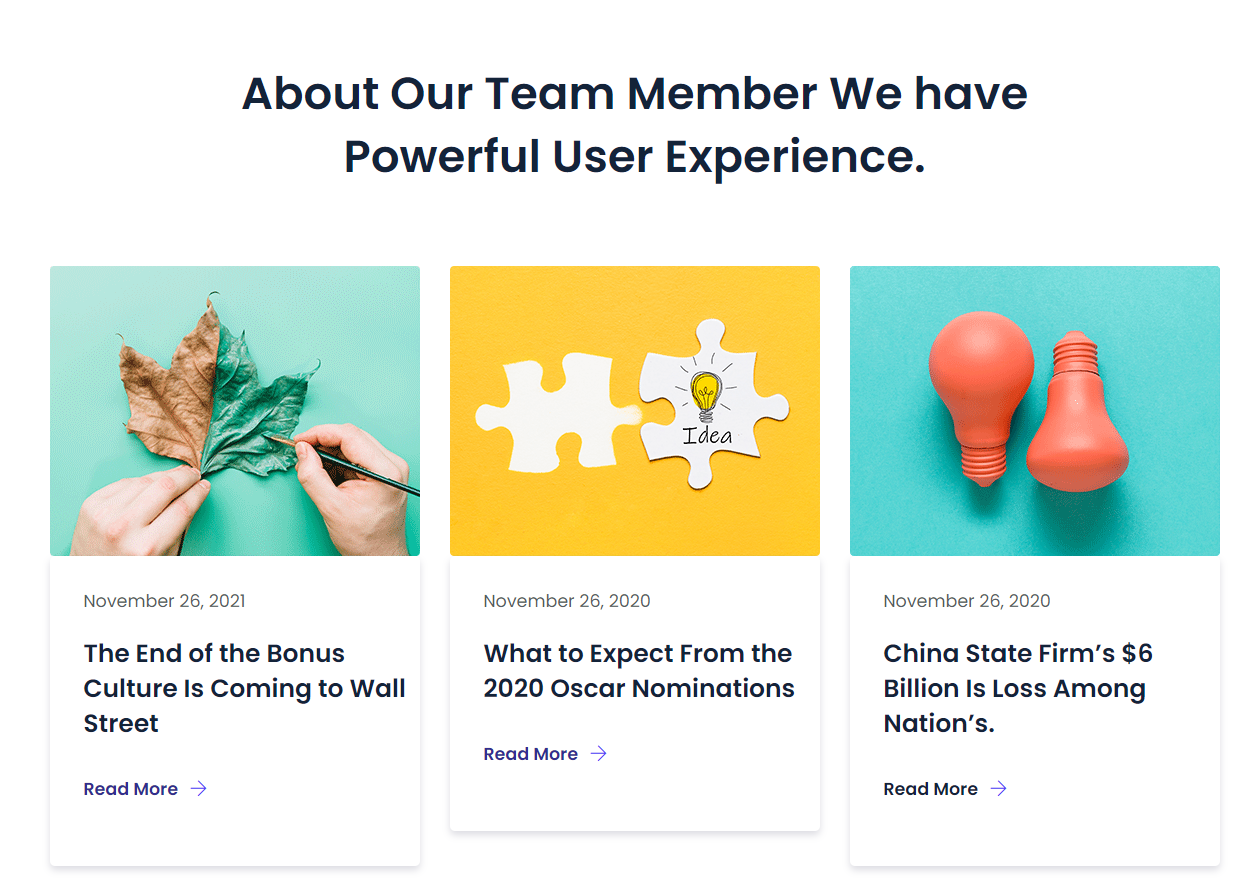 About Our Team Member We have
Powerful User Experience.
Idea
November 26, 2021
The End of the Bonus
Culture Is Coming to Wall
Street
Read More
November 26, 2020
What to Expect From the
2020 Oscar Nominations
Read More
November 26, 2020
China State Firm’s $6
Billion Is Loss Among
Nation’s.
Read More